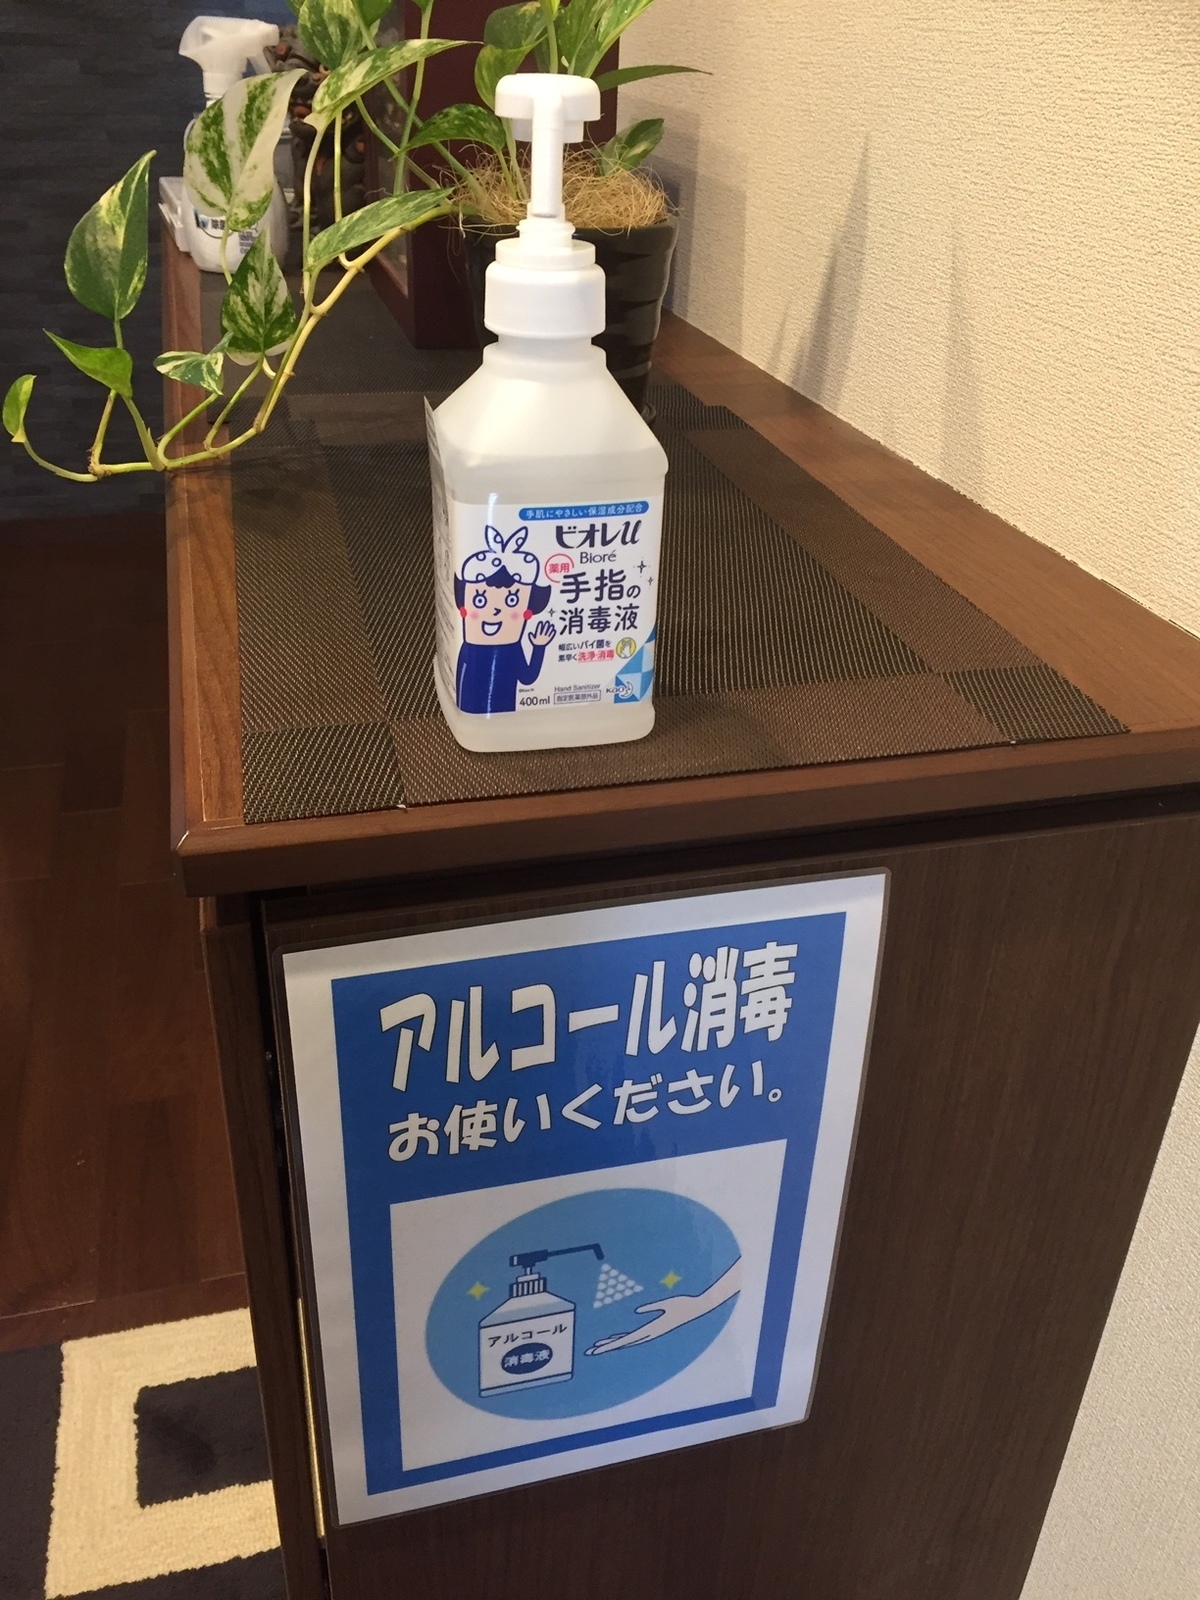 手肌にやさしい保湿成分配合
ビオレu
Bioré
薬用
手指の
消毒液
幅広いバイ菌を
素早く洗浄・消毒
Hand Sanitizer
400ml 指定医薬部外品
Kao
アルコール消毒
お使いください。
アルコール
消毒液